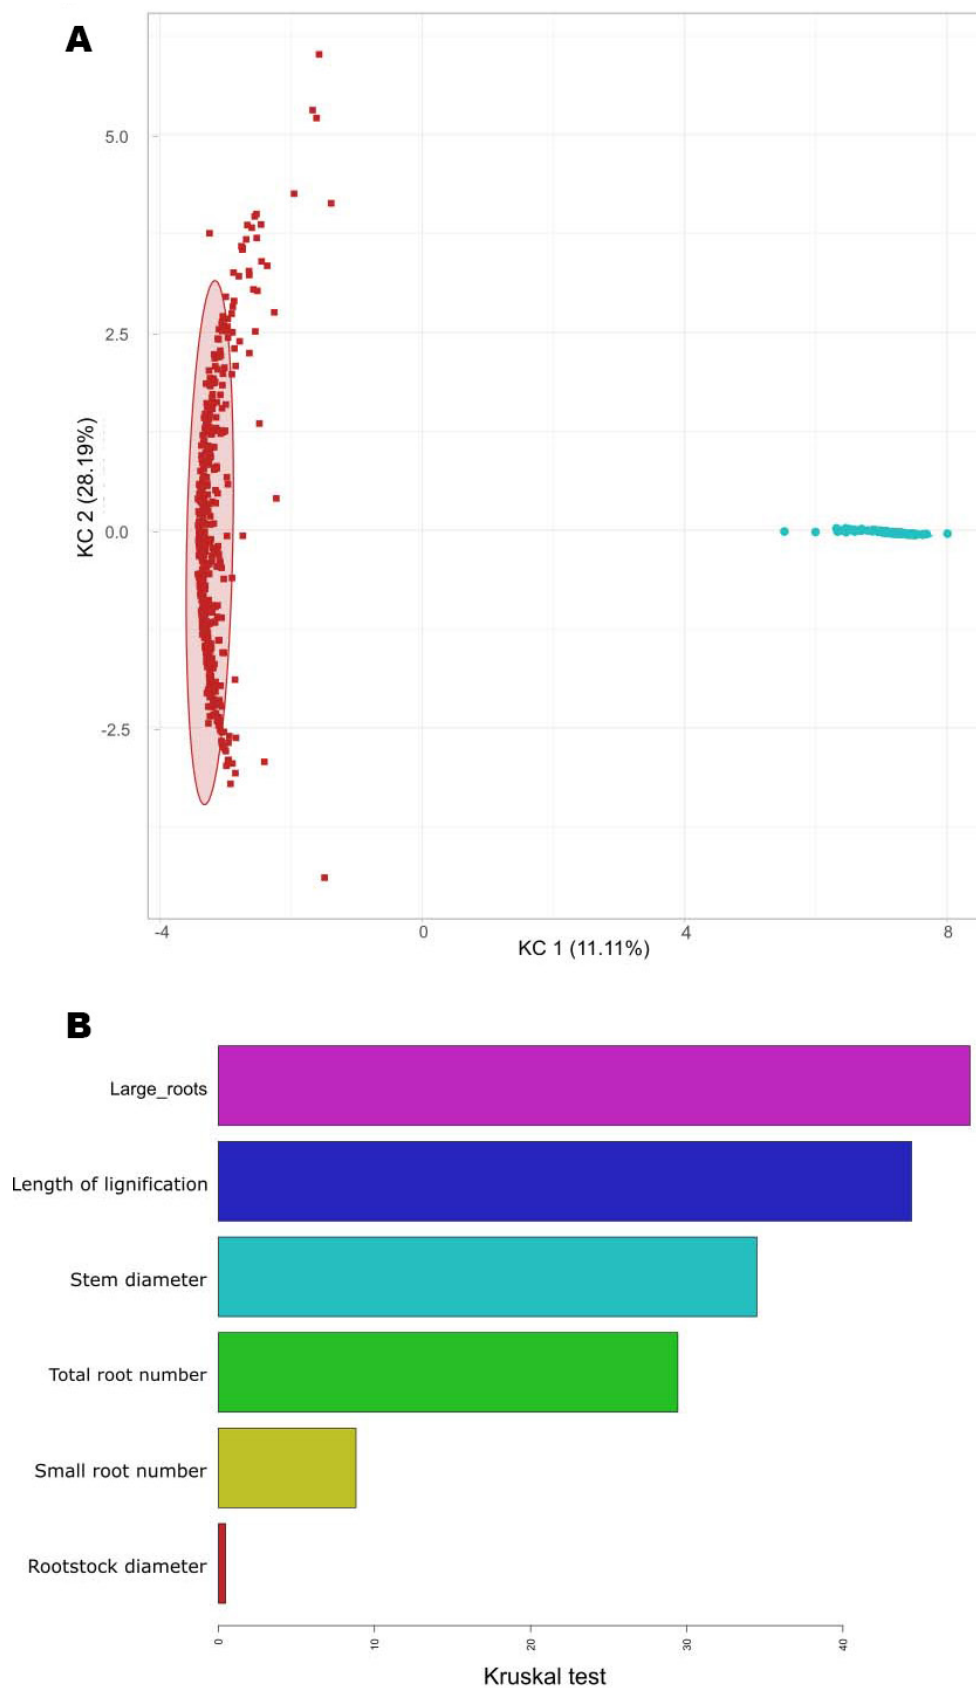 A
5.0
2.5
0.0
-2.5
KC 2 (28.19%)
-4 0 4 8
KC 1 (11.11%)
B
Large_roots
Length of lignification
Stem diameter
Total root number
Small root number
Rootstock diameter
0 10 20 30 40
Kruskal test